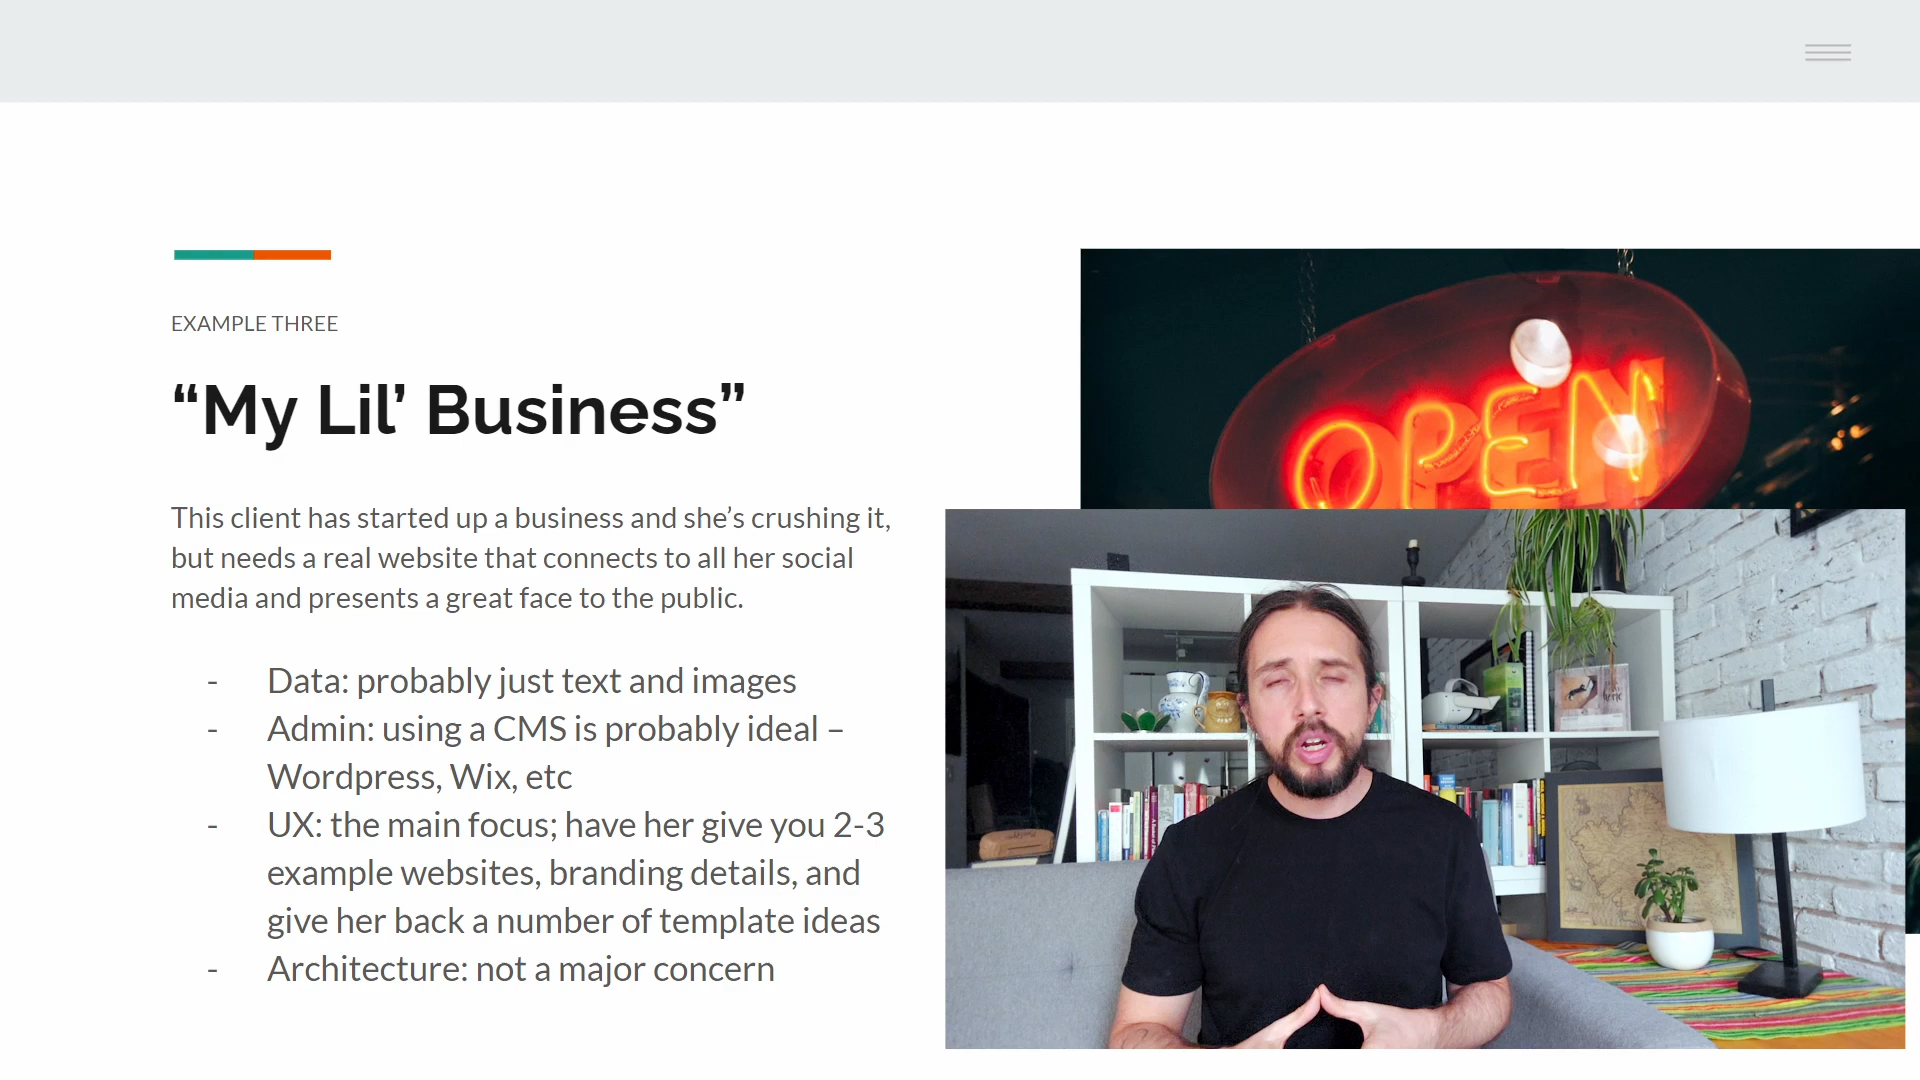 EXAMPLE THREE
“My Lil’ Business”
This client has started up a business and she’s crushing it,
but needs a real website that connects to all her social
media and presents a great face to the public.
- Data: probably just text and images
- Admin: using a CMS is probably ideal –
Wordpress, Wix, etc
- UX: the main focus; have her give you 2-3
example websites, branding details, and
give her back a number of template ideas
- Architecture: not a major concern
OPEN